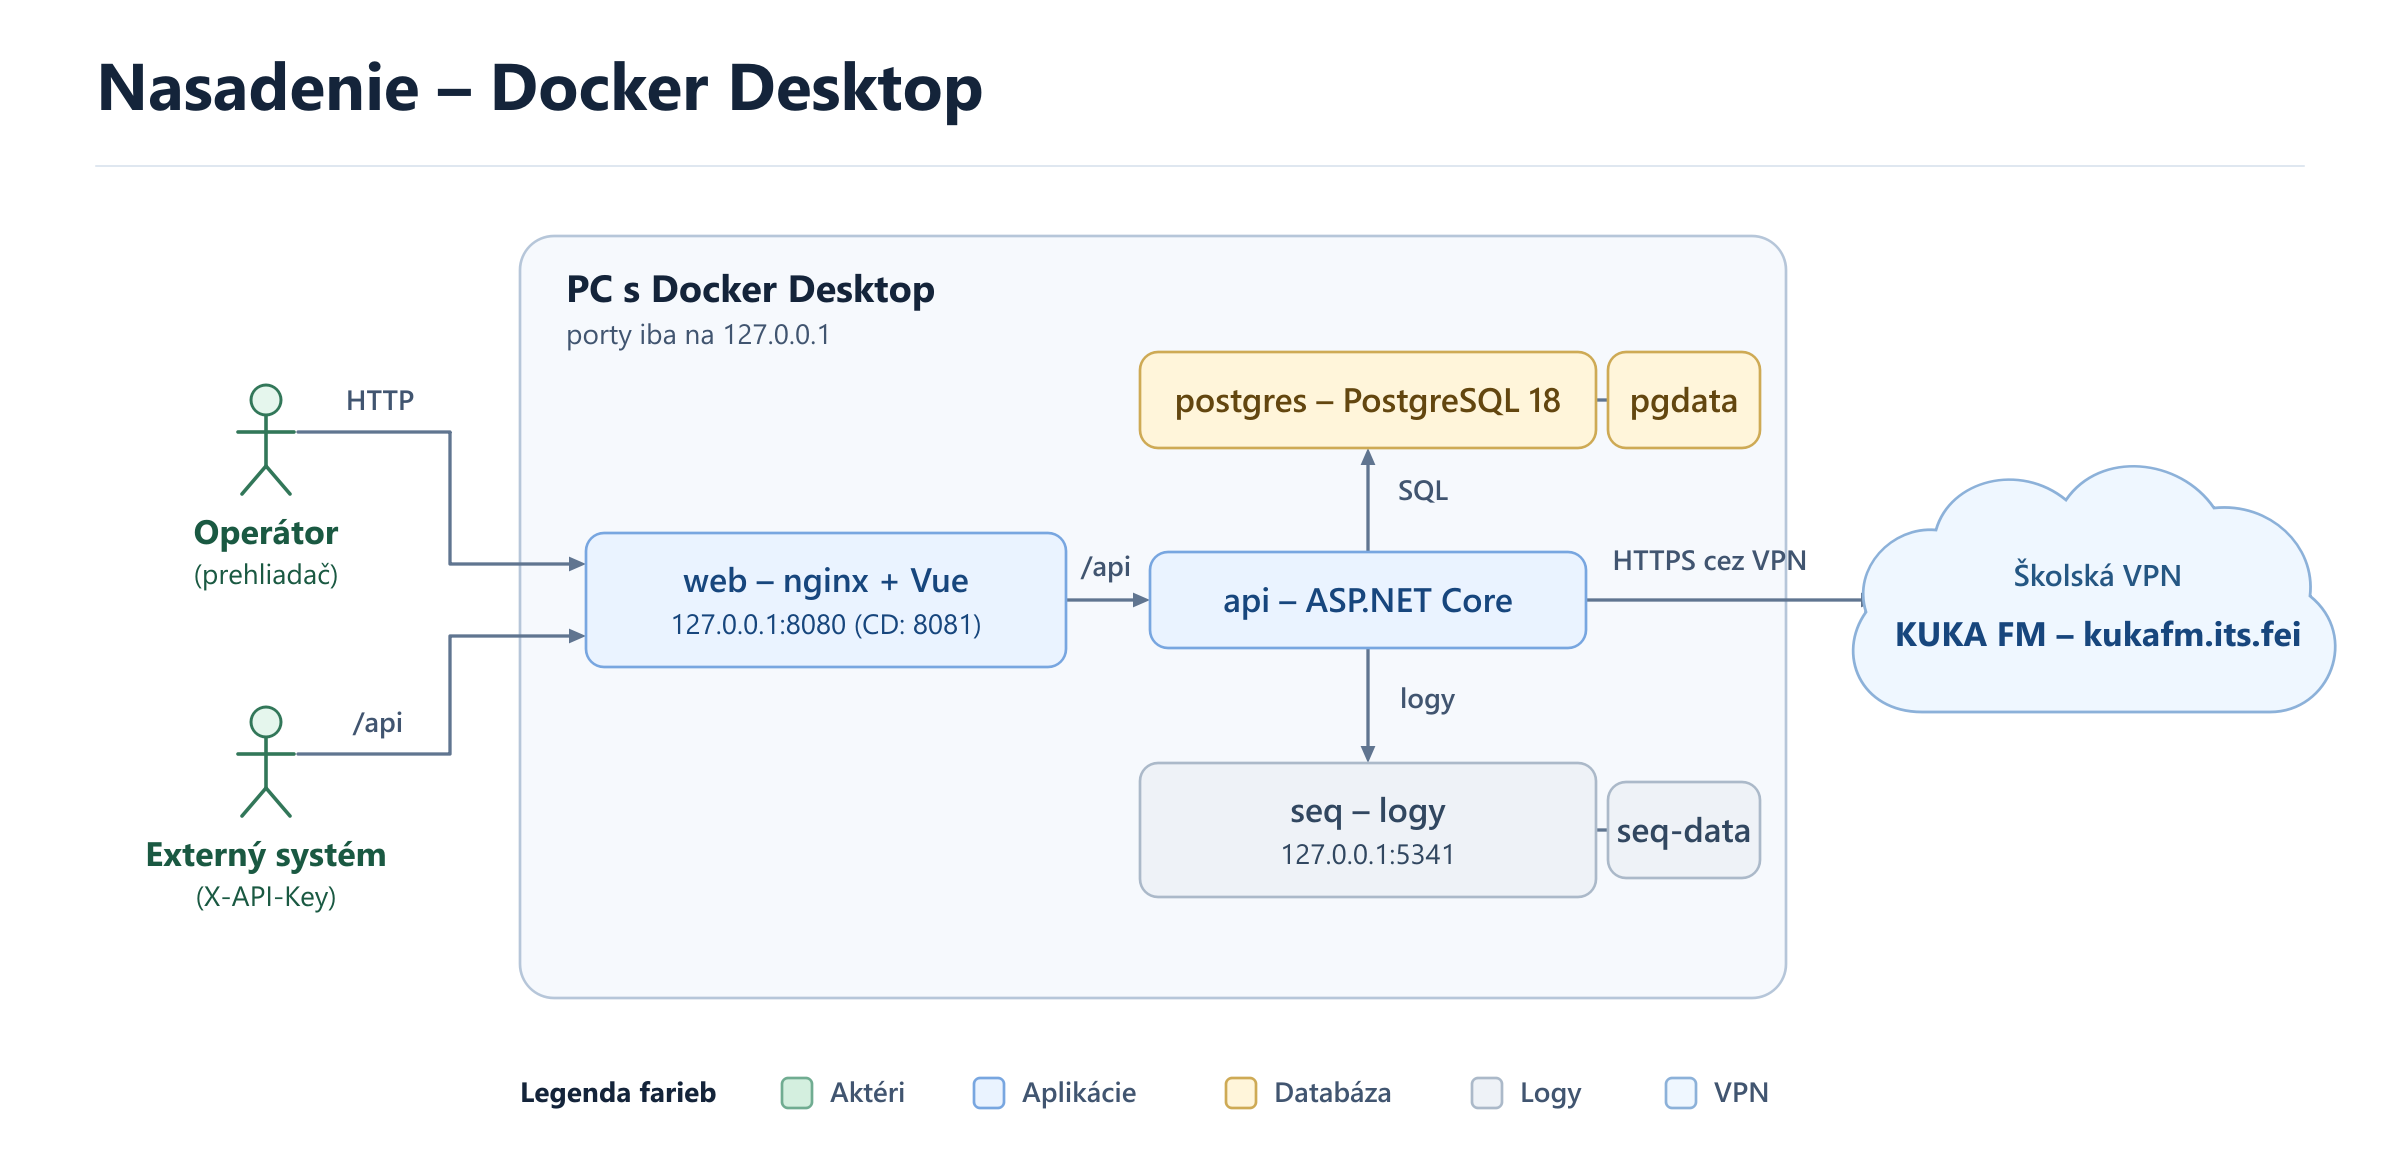 Nasadenie – Docker Desktop
PC s Docker Desktop
porty iba na 127.0.0.1
HTTP
Operátor
(prehliadač)
/api
Externý systém
(X-API-Key)
web – nginx + Vue
127.0.0.1:8080 (CD: 8081)
/api
postgres – PostgreSQL 18
pgdata
SQL
api – ASP.NET Core
HTTPS cez VPN
logy
seq – logy
127.0.0.1:5341
seq-data
Školská VPN
KUKA FM – kukafm.its.fei
Legenda farieb
Aktéri
Aplikácie
Databáza
Logy
VPN